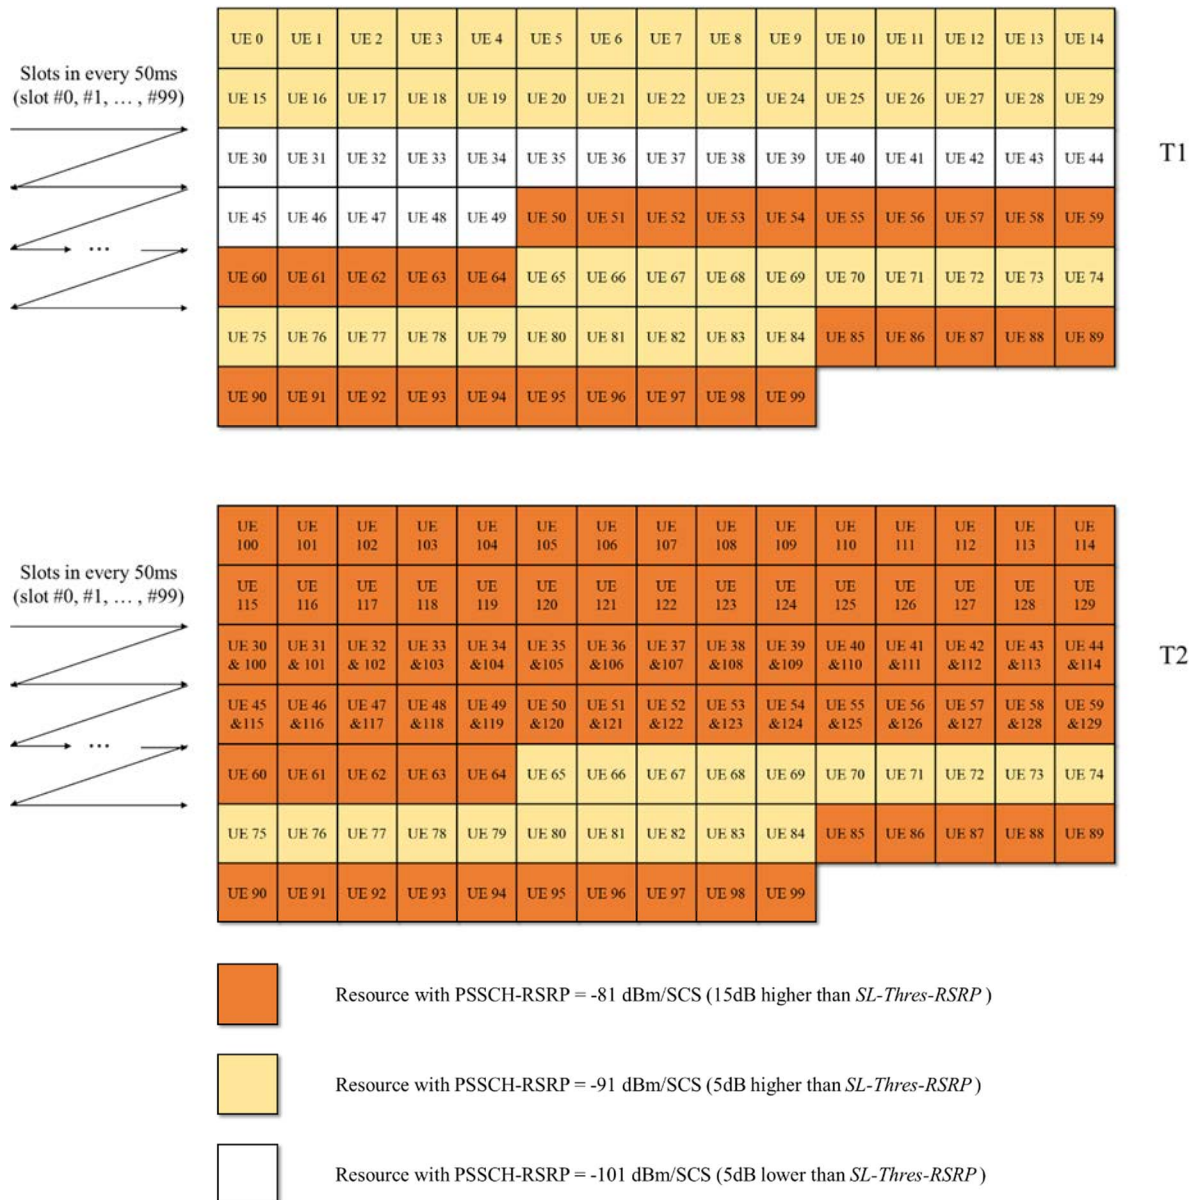 UE 0 UE 1 UE 2 UE 3 UE 4 UE 5 UE 6 UE 7 UE 8 UE 9 UE 10 UE 11 UE 12 UE 13 UE 14
Slots in every 50ms
(slot #0, #1, … , #99)
UE 15 UE 16 UE 17 UE 18 UE 19 UE 20 UE 21 UE 22 UE 23 UE 24 UE 25 UE 26 UE 27 UE 28 UE 29
UE 30 UE 31 UE 32 UE 33 UE 34 UE 35 UE 36 UE 37 UE 38 UE 39 UE 40 UE 41 UE 42 UE 43 UE 44
T1
UE 45 UE 46 UE 47 UE 48 UE 49 UE 50 UE 51 UE 52 UE 53 UE 54 UE 55 UE 56 UE 57 UE 58 UE 59
…
UE 60 UE 61 UE 62 UE 63 UE 64 UE 65 UE 66 UE 67 UE 68 UE 69 UE 70 UE 71 UE 72 UE 73 UE 74
UE 75 UE 76 UE 77 UE 78 UE 79 UE 80 UE 81 UE 82 UE 83 UE 84 UE 85 UE 86 UE 87 UE 88 UE 89
UE 90 UE 91 UE 92 UE 93 UE 94 UE 95 UE 96 UE 97 UE 98 UE 99
UE UE UE UE UE UE UE UE UE UE UE UE UE UE UE
100 101 102 103 104 105 106 107 108 109 110 111 112 113 114
Slots in every 50ms
(slot #0, #1, … , #99)
UE UE UE UE UE UE UE UE UE UE UE UE UE UE UE
115 116 117 118 119 120 121 122 123 124 125 126 127 128 129
UE 30 UE 31 UE 32 UE 33 UE 34 UE 35 UE 36 UE 37 UE 38 UE 39 UE 40 UE 41 UE 42 UE 43 UE 44
& 100 & 101 & 102 &103 &104 &105 &106 &107 &108 &109 &110 &111 &112 &113 &114
T2
UE 45 UE 46 UE 47 UE 48 UE 49 UE 50 UE 51 UE 52 UE 53 UE 54 UE 55 UE 56 UE 57 UE 58 UE 59
&115 &116 &117 &118 &119 &120 &121 &122 &123 &124 &125 &126 &127 &128 &129
…
UE 60 UE 61 UE 62 UE 63 UE 64 UE 65 UE 66 UE 67 UE 68 UE 69 UE 70 UE 71 UE 72 UE 73 UE 74
UE 75 UE 76 UE 77 UE 78 UE 79 UE 80 UE 81 UE 82 UE 83 UE 84 UE 85 UE 86 UE 87 UE 88 UE 89
UE 90 UE 91 UE 92 UE 93 UE 94 UE 95 UE 96 UE 97 UE 98 UE 99
Resource with PSSCH-RSRP = -81 dBm/SCS (15dB higher than SL-Thres-RSRP )
Resource with PSSCH-RSRP = -91 dBm/SCS (5dB higher than SL-Thres-RSRP )
Resource with PSSCH-RSRP = -101 dBm/SCS (5dB lower than SL-Thres-RSRP )